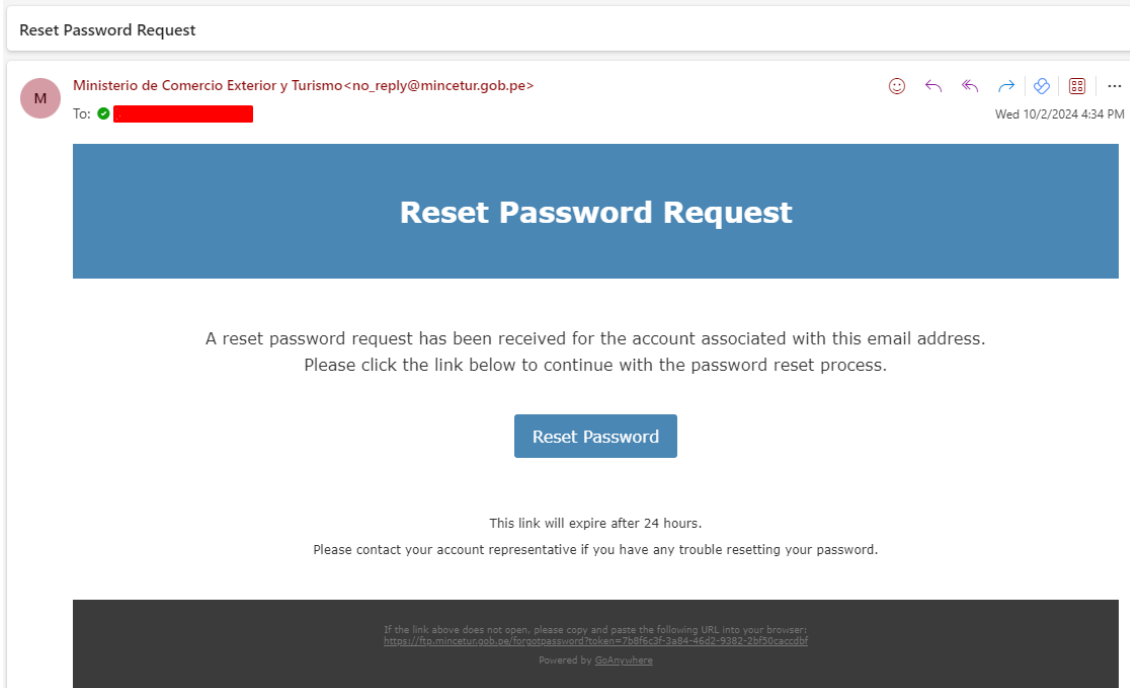 Reset Password Request
M
Ministerio de Comercio Exterior y Turismo<no_reply@mincetur.gob.pe>
To:
Wed 10/2/2024 4:34 PM
Reset Password Request
A reset password request has been received for the account associated with this email address.
Please click the link below to continue with the password reset process.
Reset Password
This link will expire after 24 hours.
Please contact your account representative if you have any trouble resetting your password.
If the link above does not open, please copy and paste the following URL into your browser:
https://ftp.mincetur.gob.pe/forgotpassword?token=7b8f6c3f-3a84-46d2-9382-2bf50caccdbf
Powered by GoAnywhere